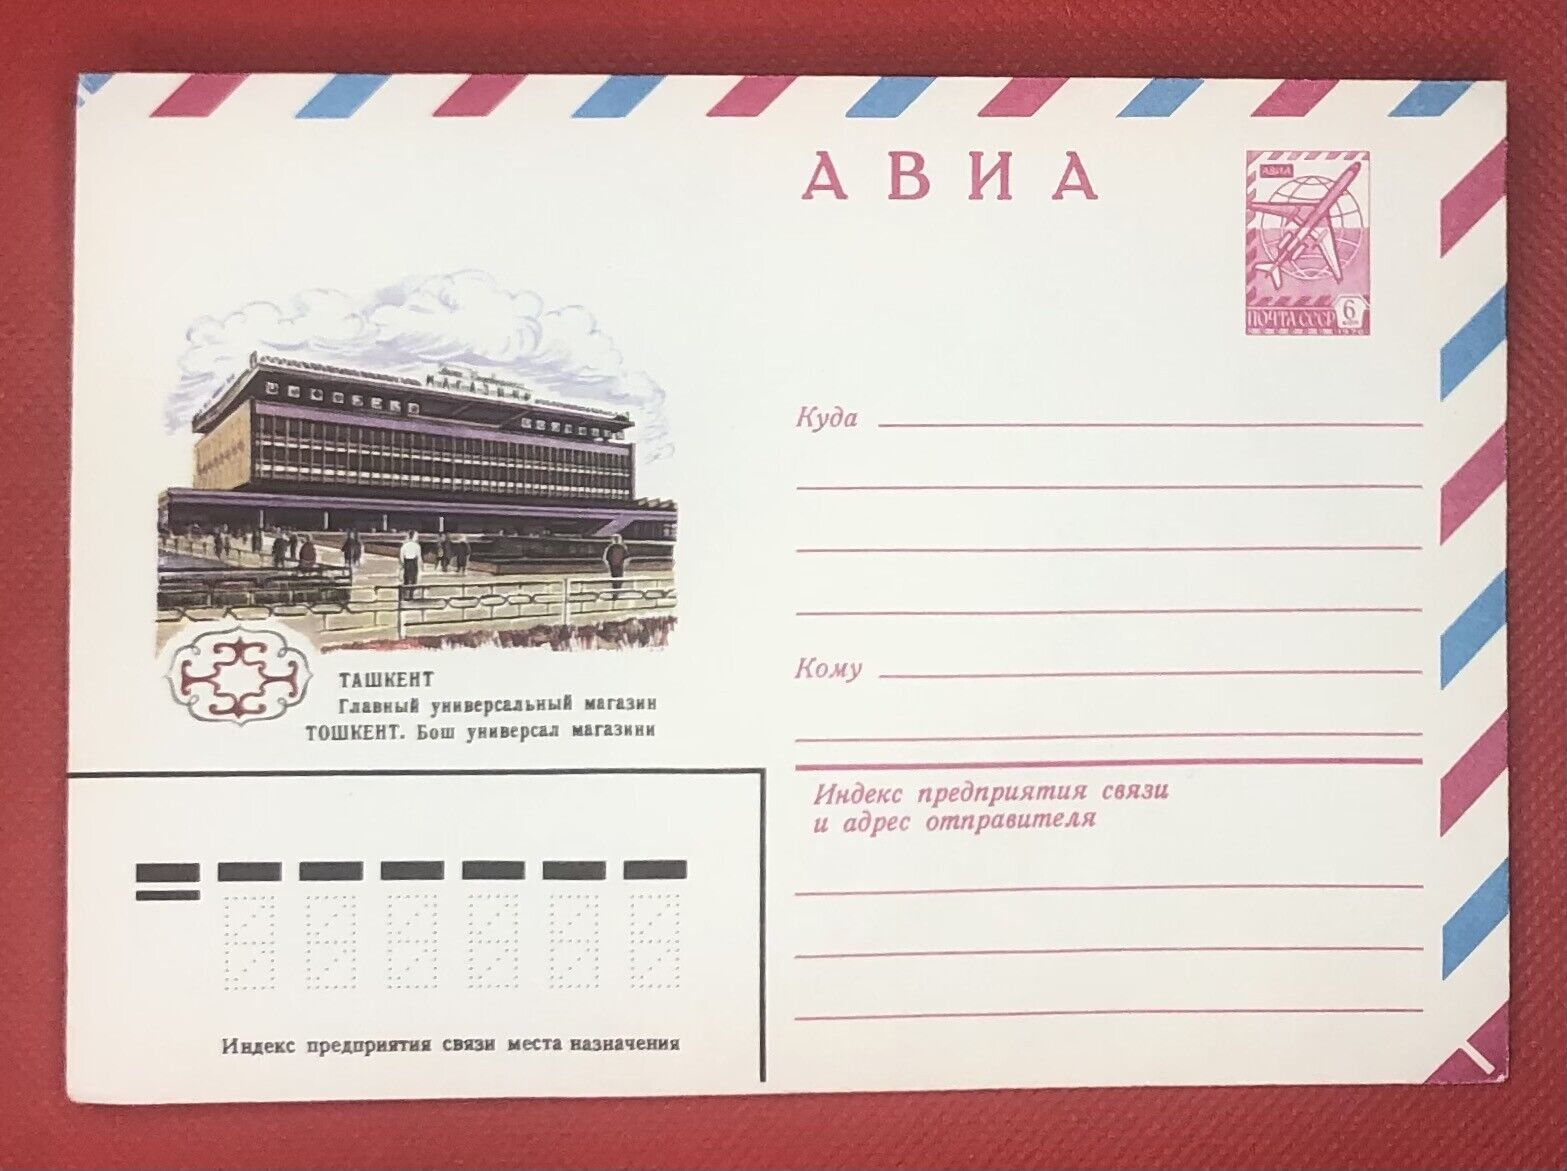 АВИА
АВИА
ПОЧТА СССР 6
ТАШКЕНТ
Главный универсальный магазин
ТОШКЕНТ. Бош универсал магазини
Куда
Кому
Индекс предприятия связи
и адрес отправителя
Индекс предприятия связи места назначения